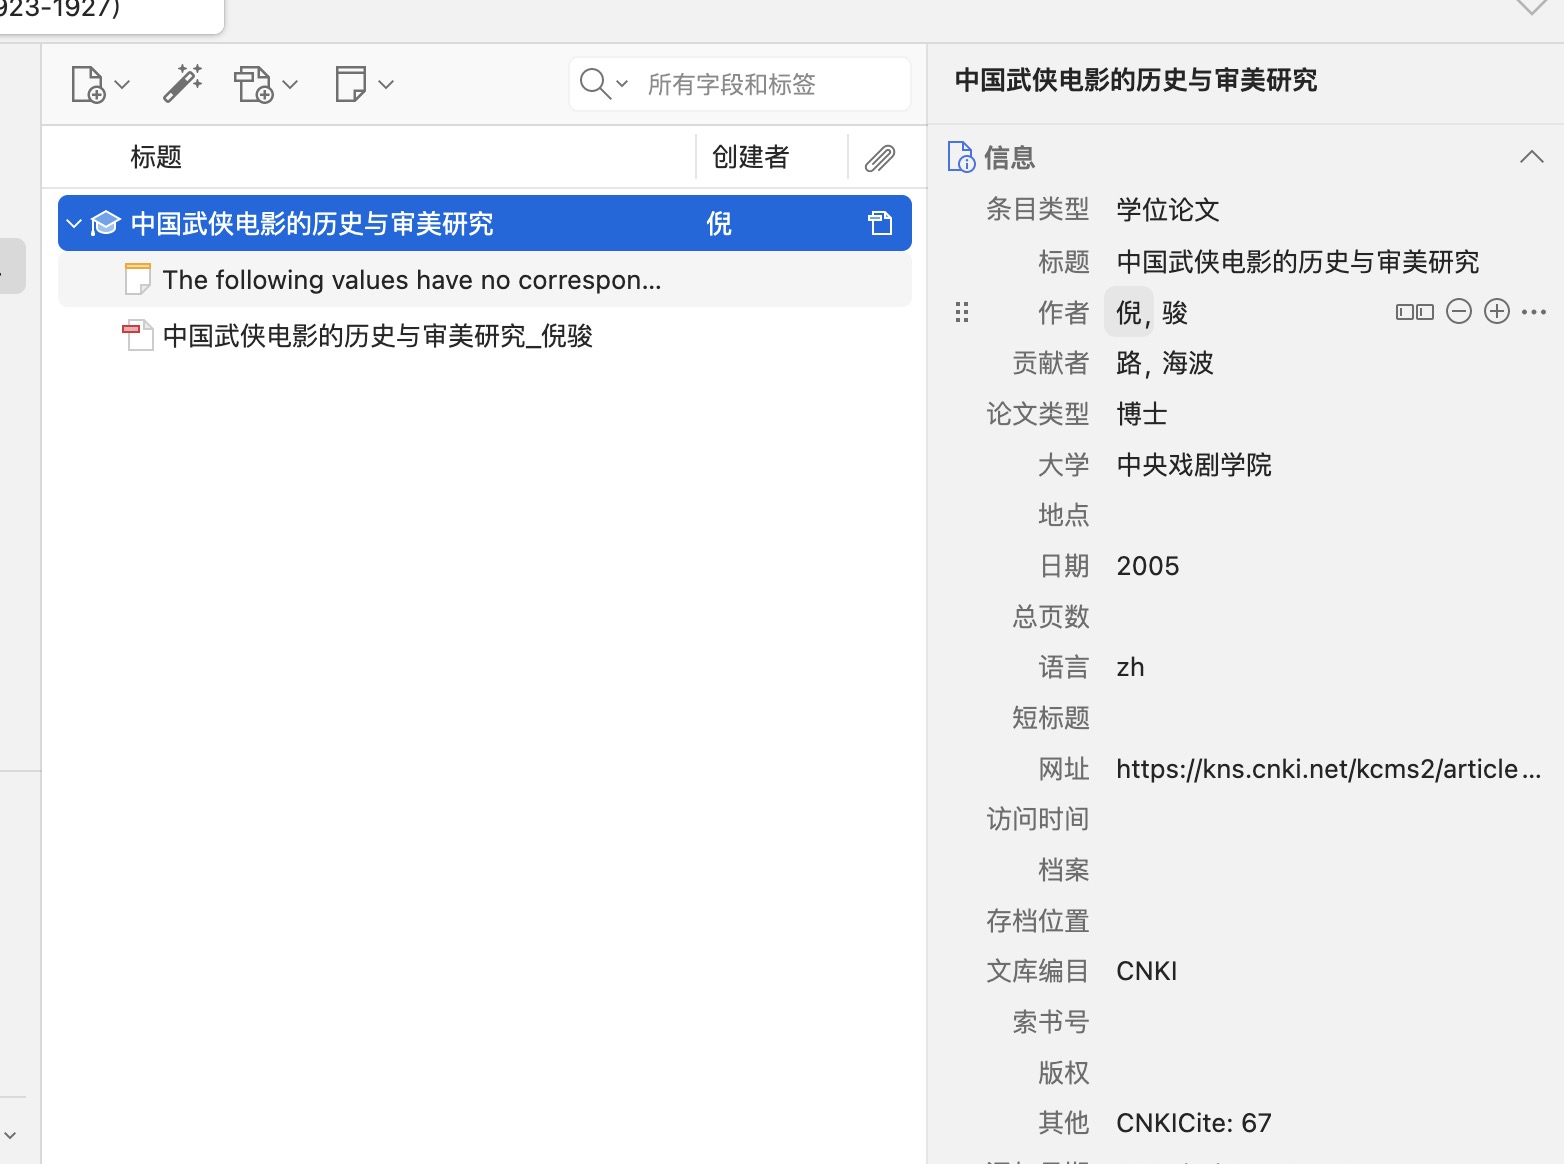 923-1927)
所有字段和标签
标题 创建者
中国武侠电影的历史与审美研究 倪
The following values have no correspon...
中国武侠电影的历史与审美研究_倪骏
中国武侠电影的历史与审美研究
信息
条目类型 学位论文
标题 中国武侠电影的历史与审美研究
作者 倪, 骏
贡献者 路, 海波
论文类型 博士
大学 中央戏剧学院
地点
日期 2005
总页数
语言 zh
短标题
网址 https://kns.cnki.net/kcms2/article...
访问时间
档案
存档位置
文库编目 CNKI
索书号
版权
其他 CNKICite: 67